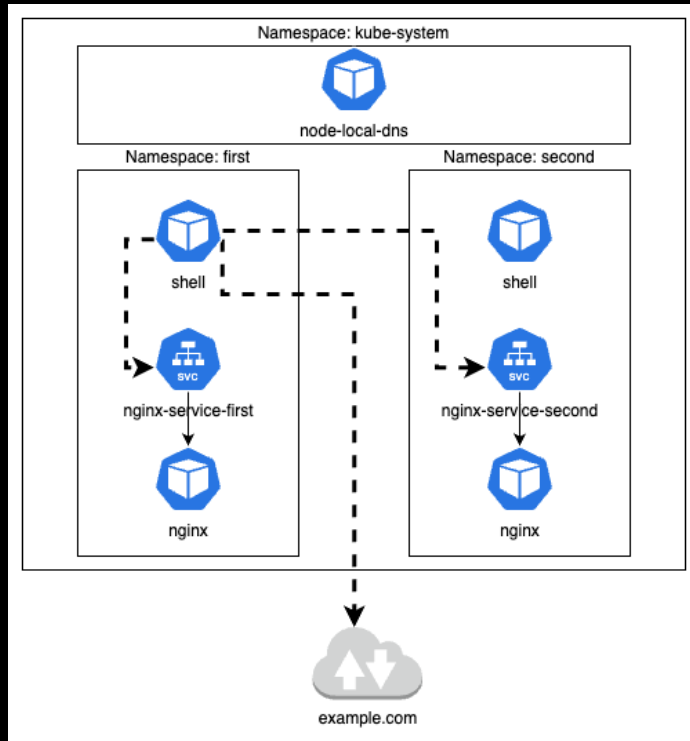 Namespace: kube-system
node-local-dns
Namespace: first
Namespace: second
shell
shell
SVC
SVC
nginx-service-first
nginx-service-second
nginx
nginx
example.com